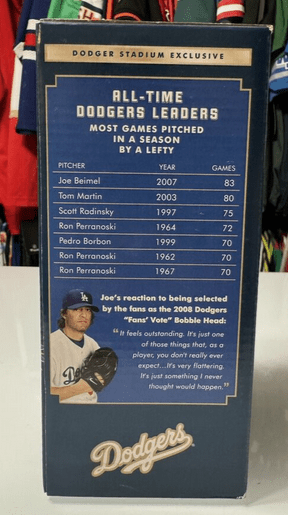 DODGER STADIUM EXCLUSIVE
ALL-TIME
DODGERS LEADERS
MOST GAMES PITCHED
IN A SEASON
BY A LEFTY
PITCHER YEAR GAMES
Joe Beimel 2007 83
Tom Martin 2003 80
Scott Radinsky 1997 75
Ron Perranoski 1964 72
Pedro Borbon 1999 70
Ron Perranoski 1962 70
Ron Perranoski 1967 70
Joe's reaction to being selected
by the fans as the 2008 Dodgers
"Fans' Vote" Bobble Head:
"It feels outstanding. It's just one
of those things that, as a
player, you don't really ever
expect...It's very flattering.
It's just something I never
thought would happen."
LA
Do
Dodgers